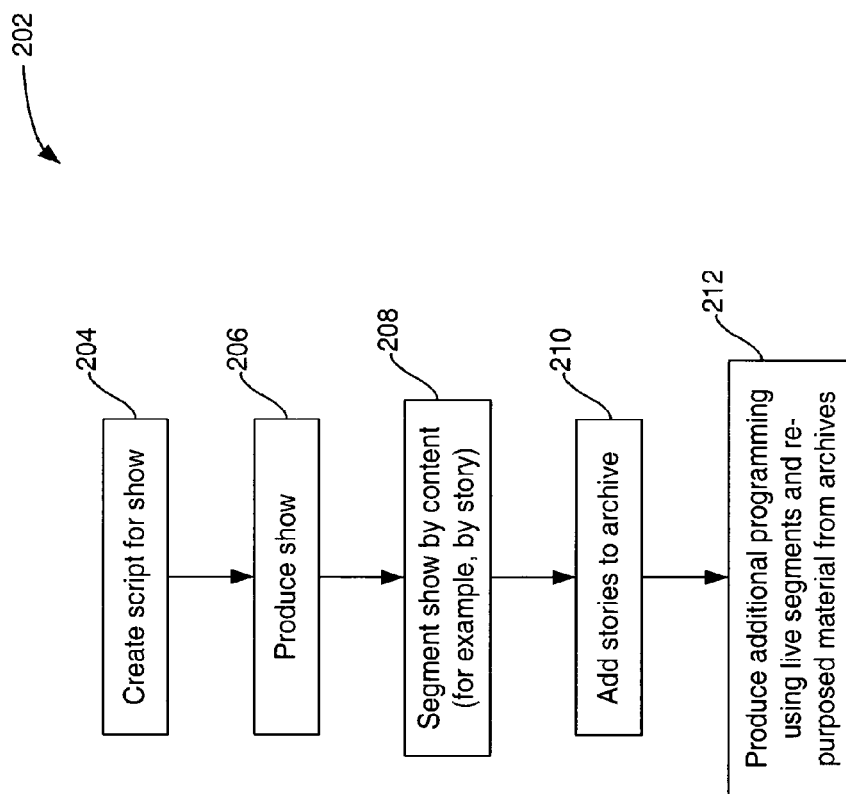 202
204
Create script for show
206
Produce show
208
Segment show by content
(for example, by story)
210
Add stories to archive
212
Produce additional programming
using live segments and re-
purposed material from archives